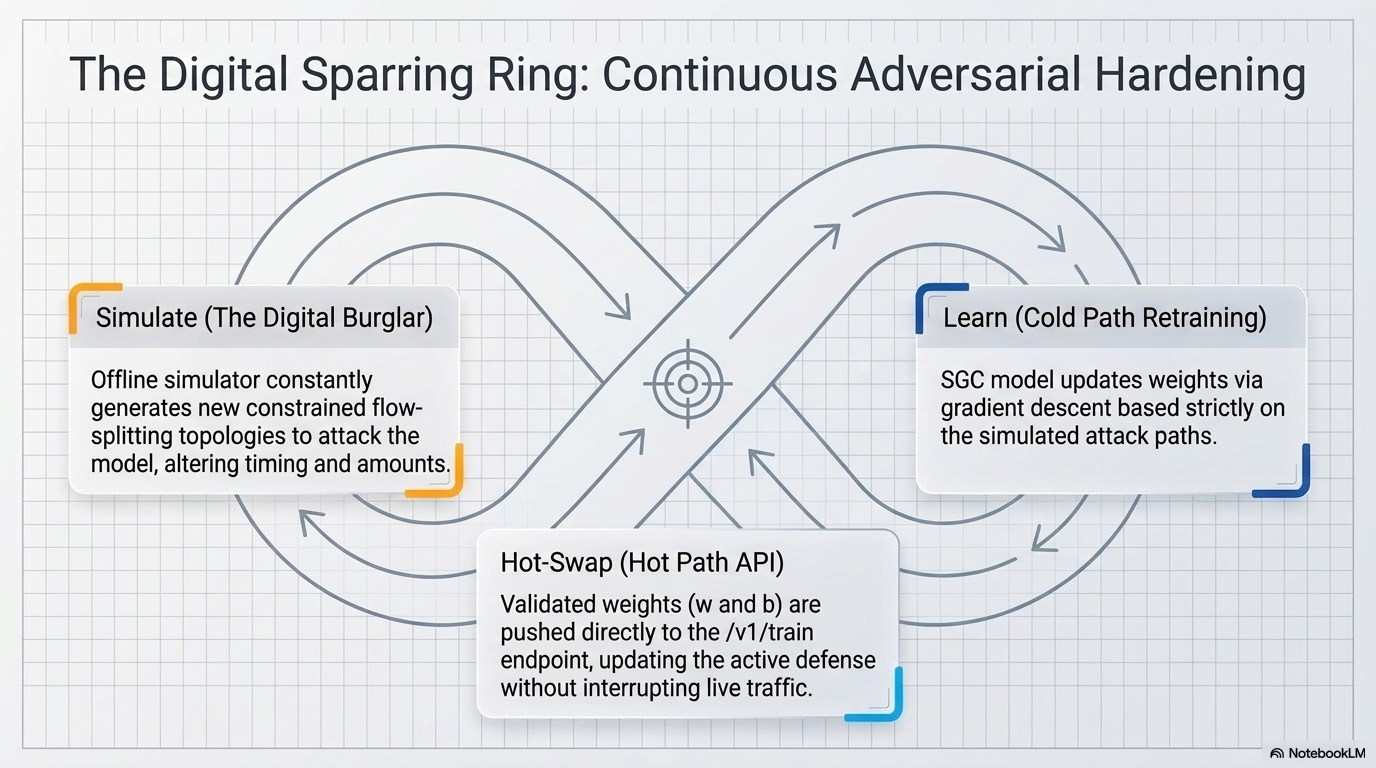 The Digital Sparring Ring: Continuous Adversarial Hardening
Simulate (The Digital Burglar)
Offline simulator constantly
generates new constrained flow-
splitting topologies to attack the
model, altering timing and amounts.
Learn (Cold Path Retraining)
SGC model updates weights via
gradient descent based strictly on
the simulated attack paths.
Hot-Swap (Hot Path API)
Validated weights (w and b) are
pushed directly to the /v1/train
endpoint, updating the active defense
without interrupting live traffic.
NotebookLM